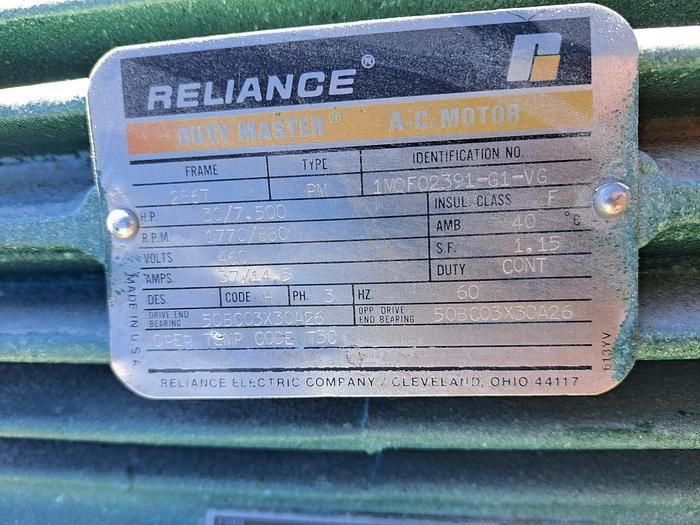 RELIANCE®
DUTY MASTER® A-C. MOTOR
FRAME TYPE IDENTIFICATION NO.
286T PM 1MOF02391-G1-VG
H.P. 30/7.500 INSUL. CLASS F
R.P.M. 1770/880 AMB 40 °C
VOLTS 460 S.F. 1.15
AMPS. 37/14.5 DUTY CONT
DES. CODE H PH. 3 HZ. 60
DRIVE END BEARING 50BC03X30A26 OPP. DRIVE END BEARING 50BC03X30A26
OPER TEMP CODE T3C
RELIANCE ELECTRIC COMPANY / CLEVELAND, OHIO 44117
MADE IN U.S.A.